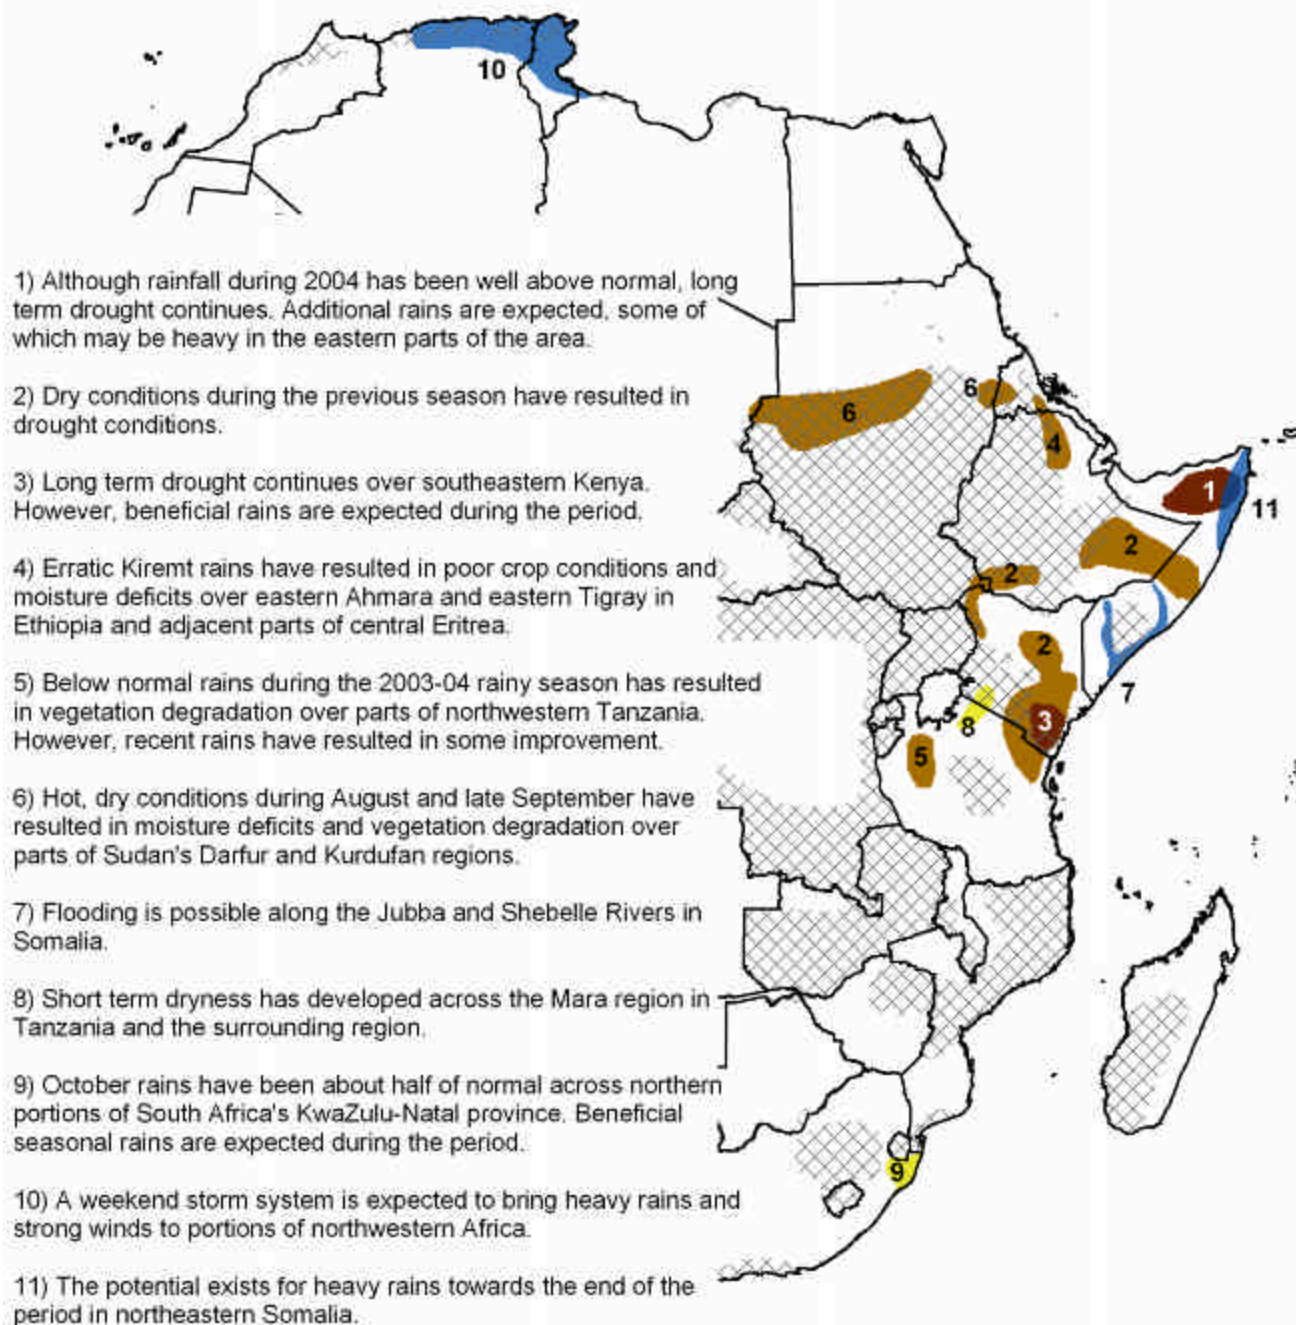 10
1) Although rainfall during 2004 has been well above normal, long
term drought continues. Additional rains are expected, some of
which may be heavy in the eastern parts of the area.
2) Dry conditions during the previous season have resulted in
drought conditions.
3) Long term drought continues over southeastern Kenya.
However, beneficial rains are expected during the period.
4) Erratic Kiremt rains have resulted in poor crop conditions and
moisture deficits over eastern Ahmara and eastern Tigray in
Ethiopia and adjacent parts of central Eritrea.
5) Below normal rains during the 2003-04 rainy season has resulted
in vegetation degradation over parts of northwestern Tanzania.
However, recent rains have resulted in some improvement.
6) Hot, dry conditions during August and late September have
resulted in moisture deficits and vegetation degradation over
parts of Sudan's Darfur and Kurdufan regions.
7) Flooding is possible along the Jubba and Shebelle Rivers in
Somalia.
8) Short term dryness has developed across the Mara region in
Tanzania and the surrounding region.
9) October rains have been about half of normal across northern
portions of South Africa's KwaZulu-Natal province. Beneficial
seasonal rains are expected during the period.
10) A weekend storm system is expected to bring heavy rains and
strong winds to portions of northwestern Africa.
11) The potential exists for heavy rains towards the end of the
period in northeastern Somalia.
6
6
4
1
11
2
2
2
7
3
8
5
9